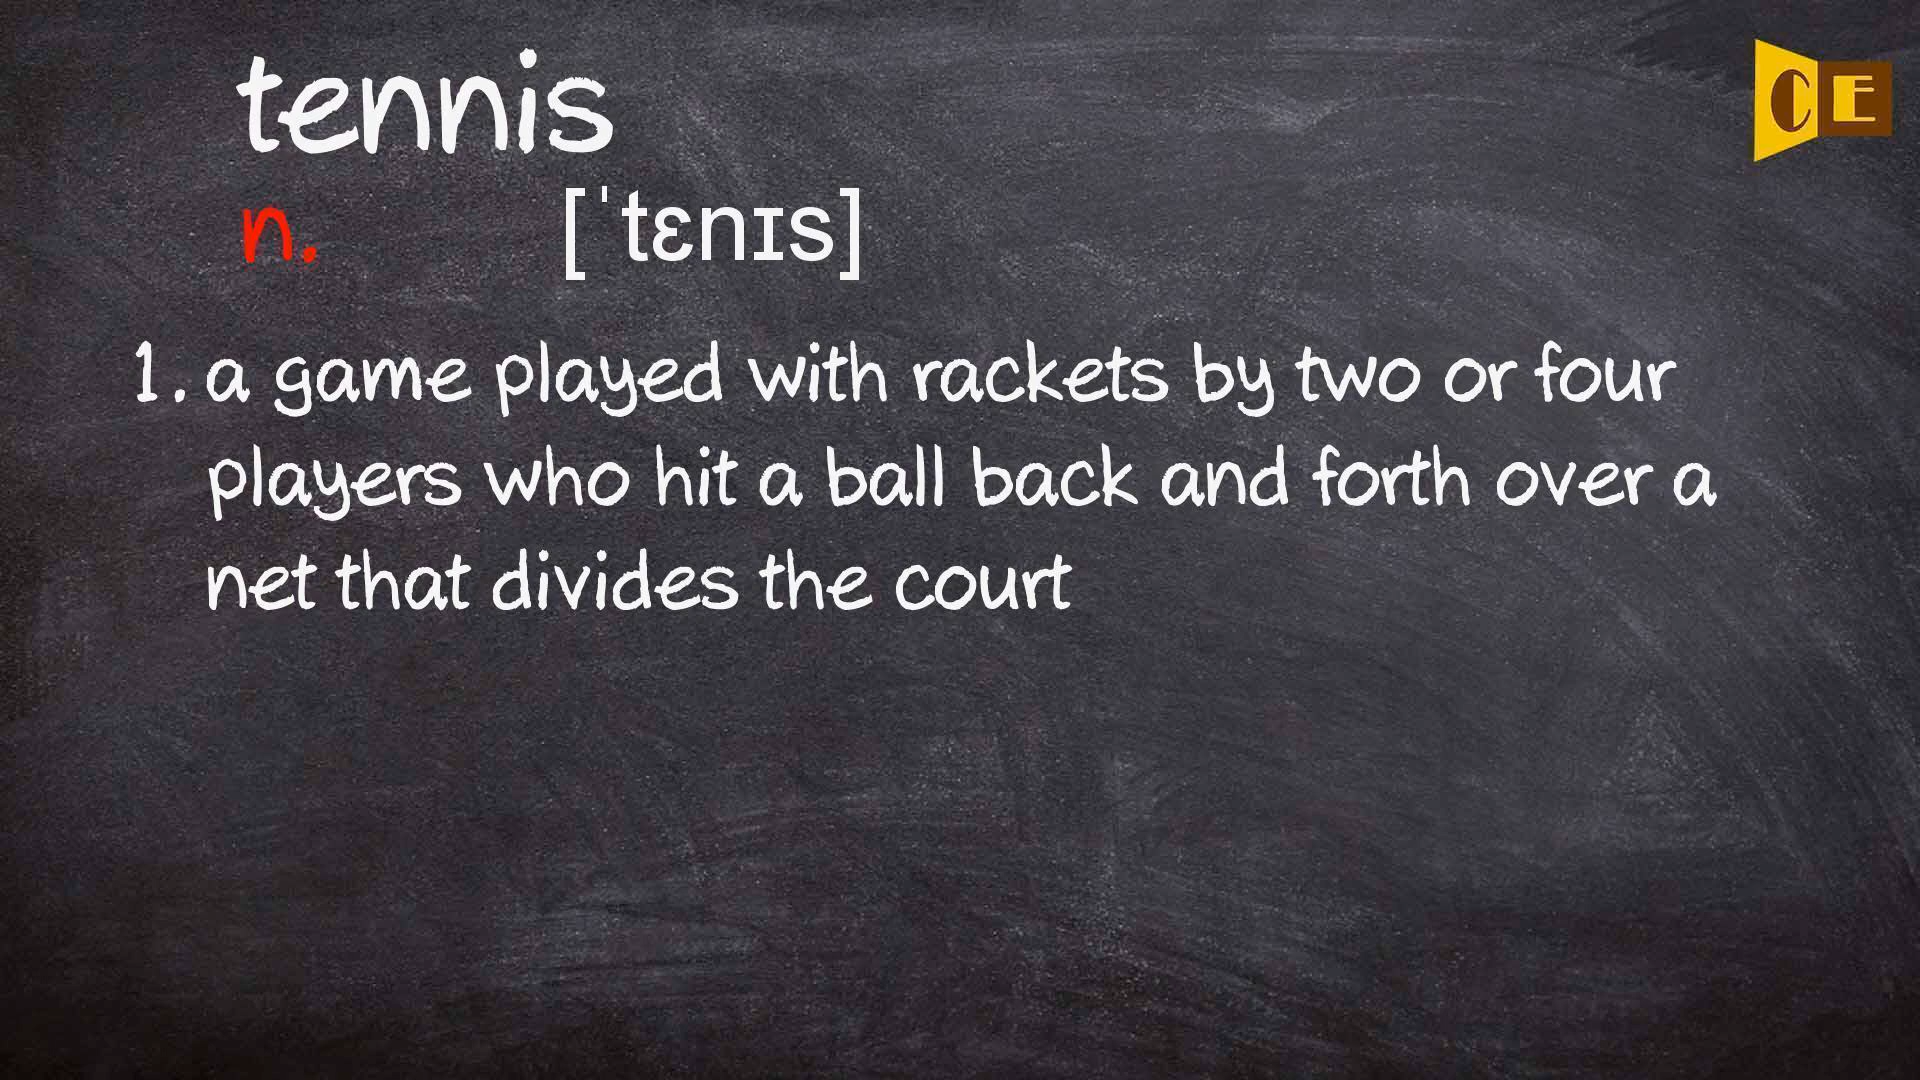 tennis
n. [ˈtɛnɪs]
1. a game played with rackets by two or four
players who hit a ball back and forth over a
net that divides the court
CE